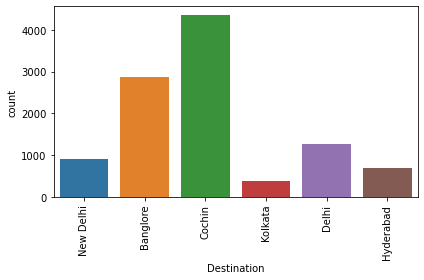 count
4000
3000
2000
1000
0
New Delhi
Banglore
Cochin
Kolkata
Delhi
Hyderabad
Destination